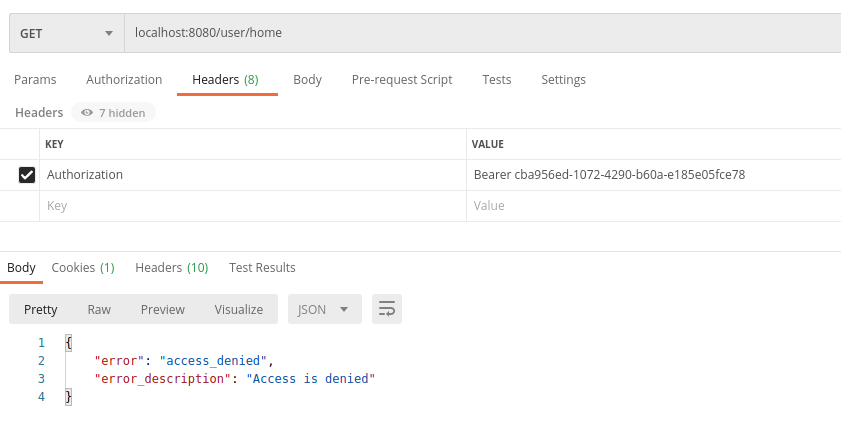 GET localhost:8080/user/home
Params Authorization Headers (8) Body Pre-request Script Tests Settings
Headers 7 hidden
KEY VALUE
Authorization Bearer cba956ed-1072-4290-b60a-e185e05fce78
Key Value
Body Cookies (1) Headers (10) Test Results
Pretty Raw Preview Visualize JSON
1 {
2 "error": "access_denied",
3 "error_description": "Access is denied"
4 }